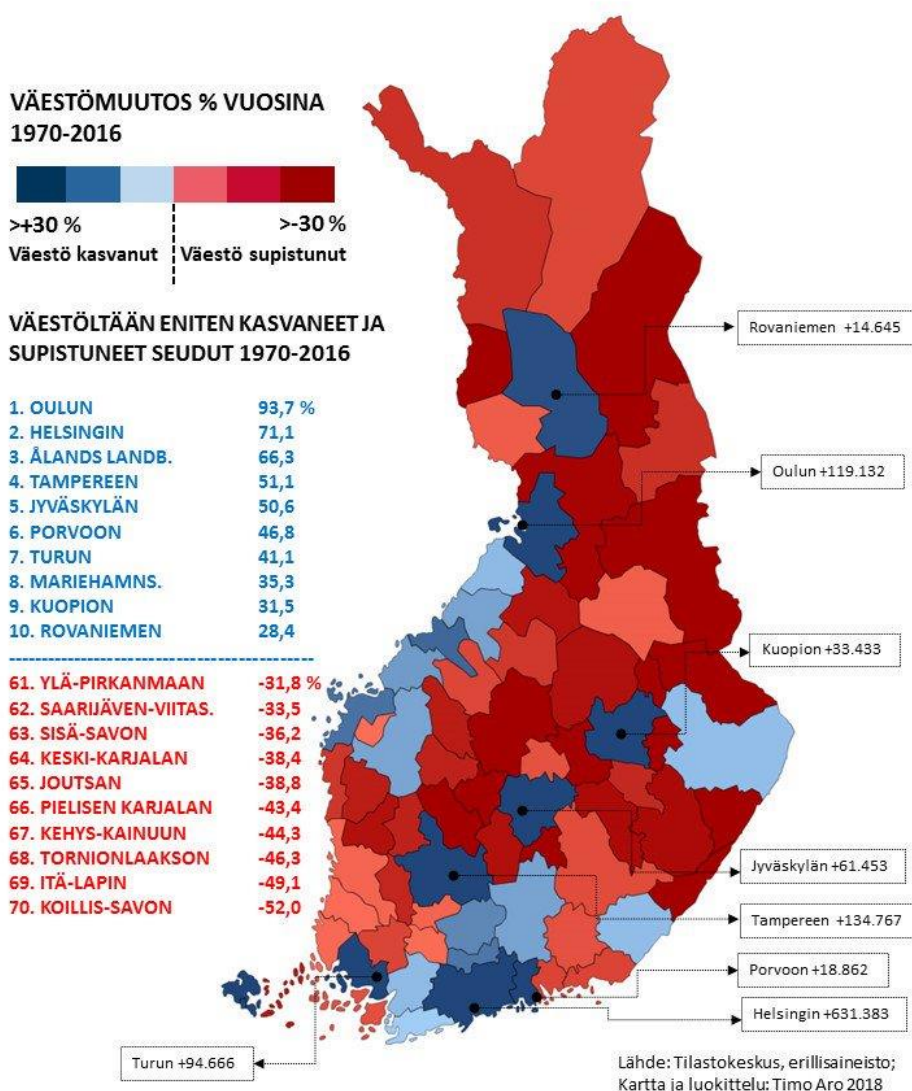 VÄESTÖMUUTOS % VUOSINA
1970-2016
>+30 % >-30 %
Väestö kasvanut Väestö supistunut
VÄESTÖLTÄÄN ENITEN KASVANEET JA
SUPISTUNEET SEUDUT 1970-2016
1. OULUN 93,7 %
2. HELSINGIN 71,1
3. ÅLANDS LANDB. 66,3
4. TAMPEREEN 51,1
5. JYVÄSKYLÄN 50,6
6. PORVOON 46,8
7. TURUN 41,1
8. MARIEHAMNS. 35,3
9. KUOPION 31,5
10. ROVANIEMEN 28,4
61. YLÄ-PIRKANMAAN -31,8 %
62. SAARIJÄVEN-VIITAS. -33,5
63. SISÄ-SAVON -36,2
64. KESKI-KARJALAN -38,4
65. JOUTSAN -38,8
66. PIELISEN KARJALAN -43,4
67. KEHYS-KAINUUN -44,3
68. TORNIONLAAKSON -46,3
69. ITÄ-LAPIN -49,1
70. KOILLIS-SAVON -52,0
Rovaniemen +14.645
Oulun +119.132
Kuopion +33.433
Jyväskylän +61.453
Tampereen +134.767
Porvoon +18.862
Helsingin +631.383
Turun +94.666
Lähde: Tilastokeskus, erillisaineisto;
Kartta ja luokittelu: Timo Aro 2018